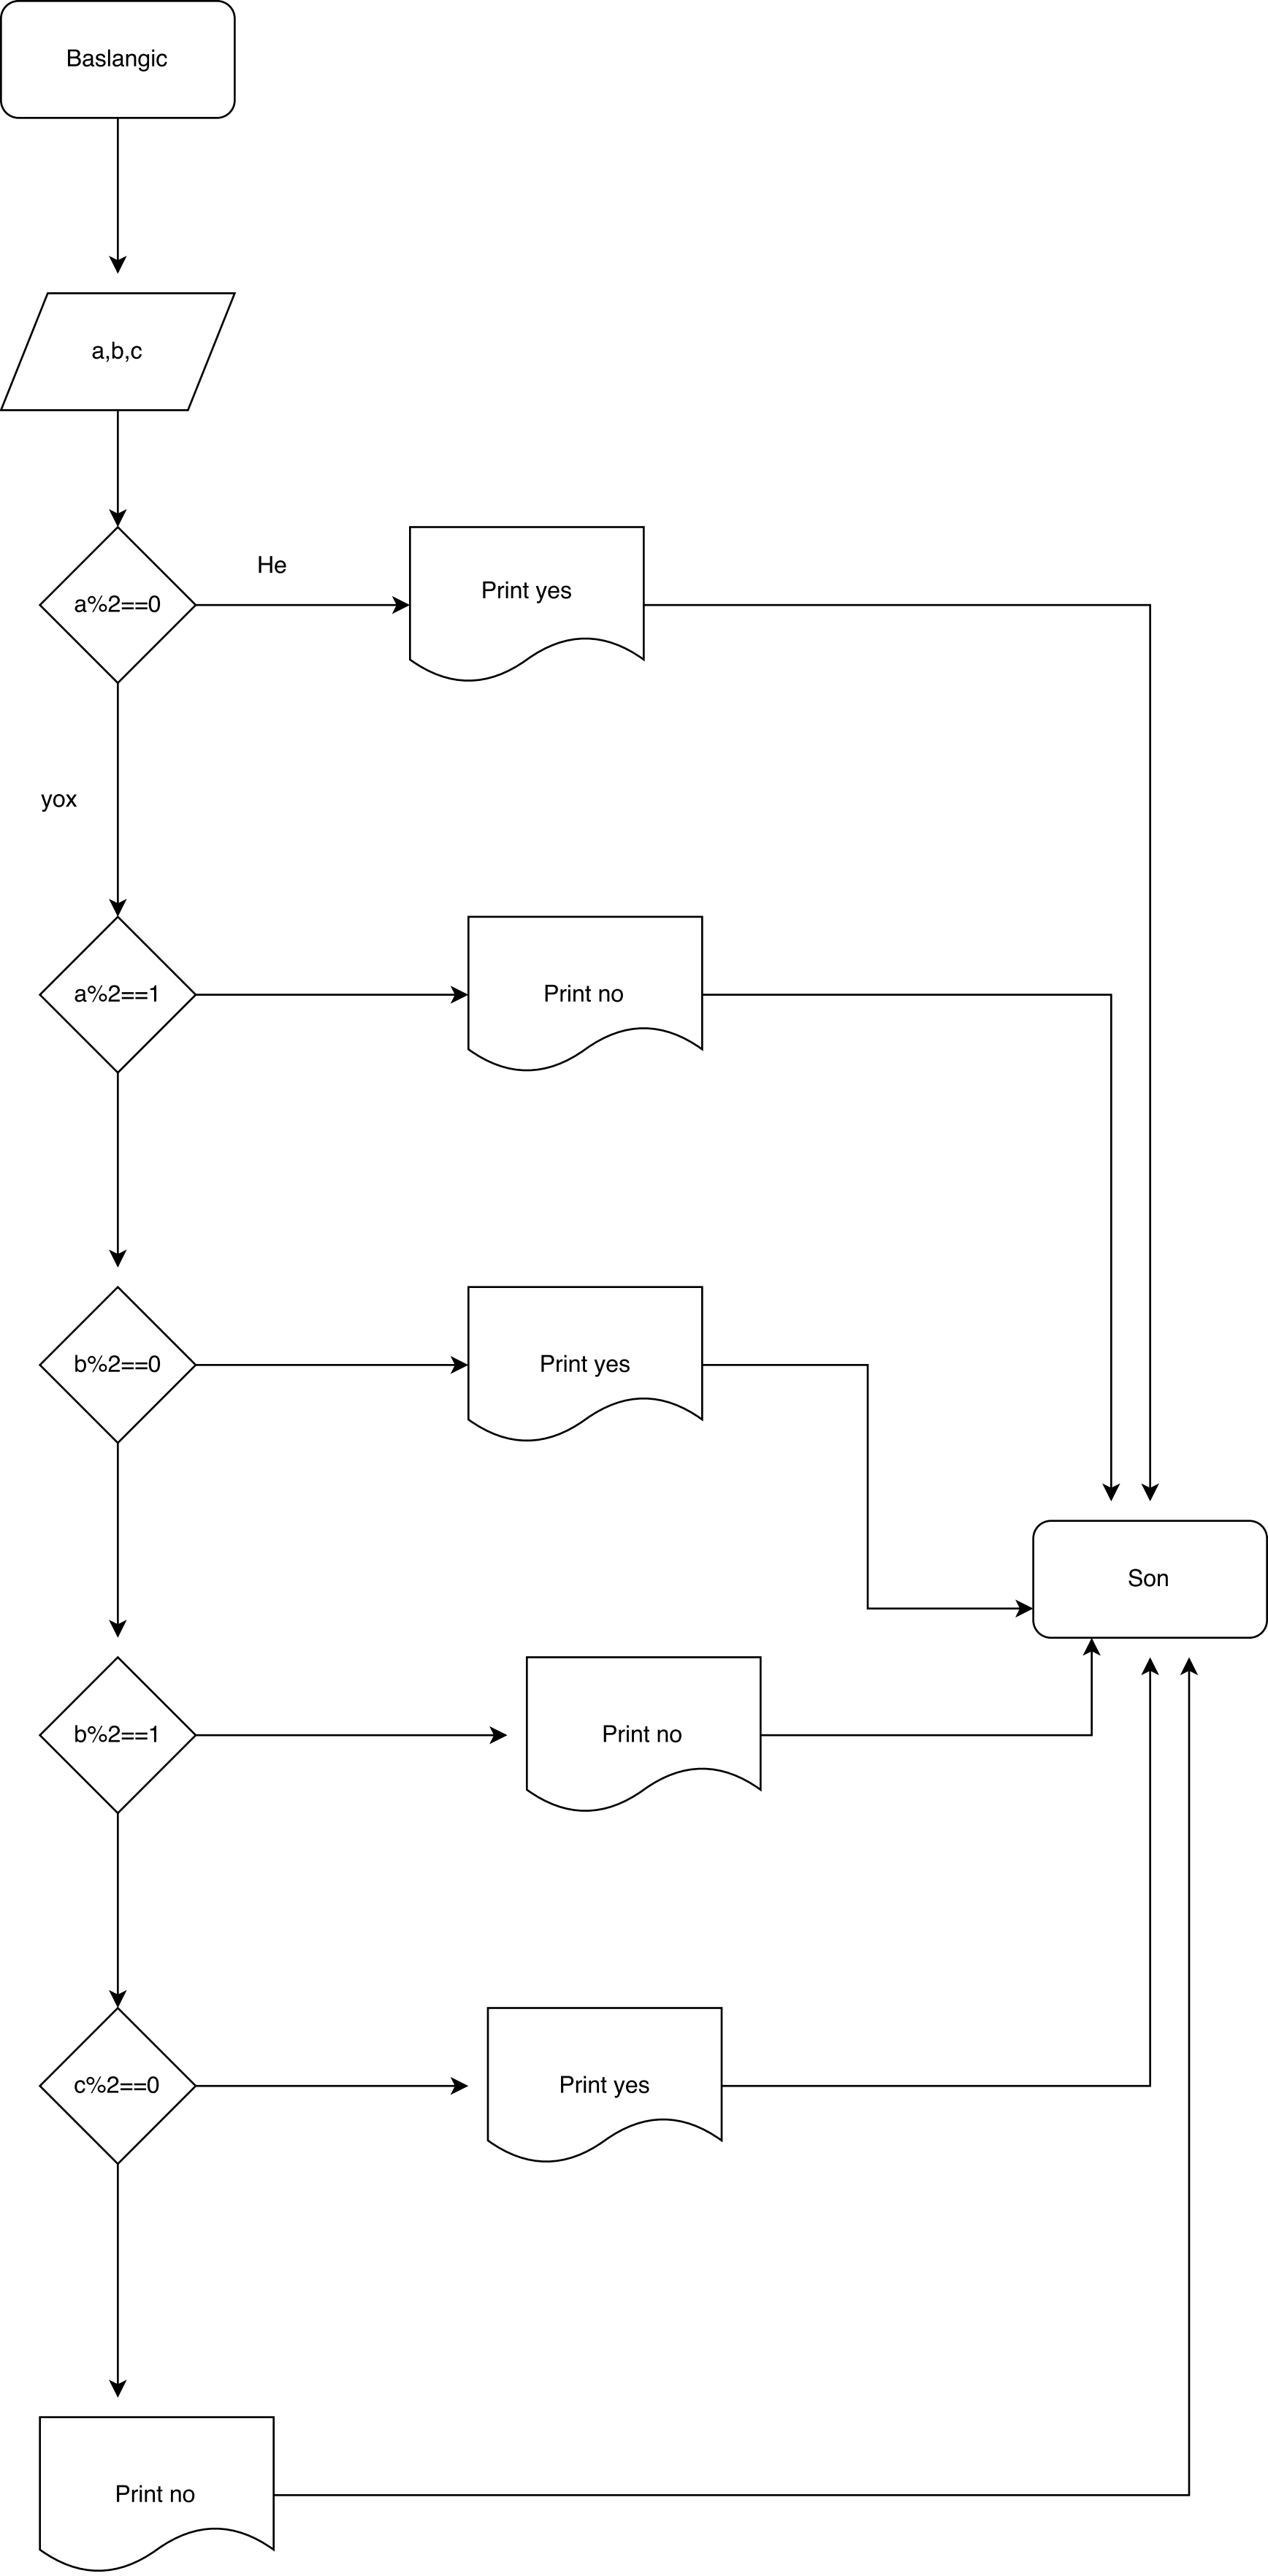 Baslangic
a,b,c
a%2==0
He
Print yes
yox
a%2==1
Print no
b%2==0
Print yes
Son
b%2==1
Print no
c%2==0
Print yes
Print no